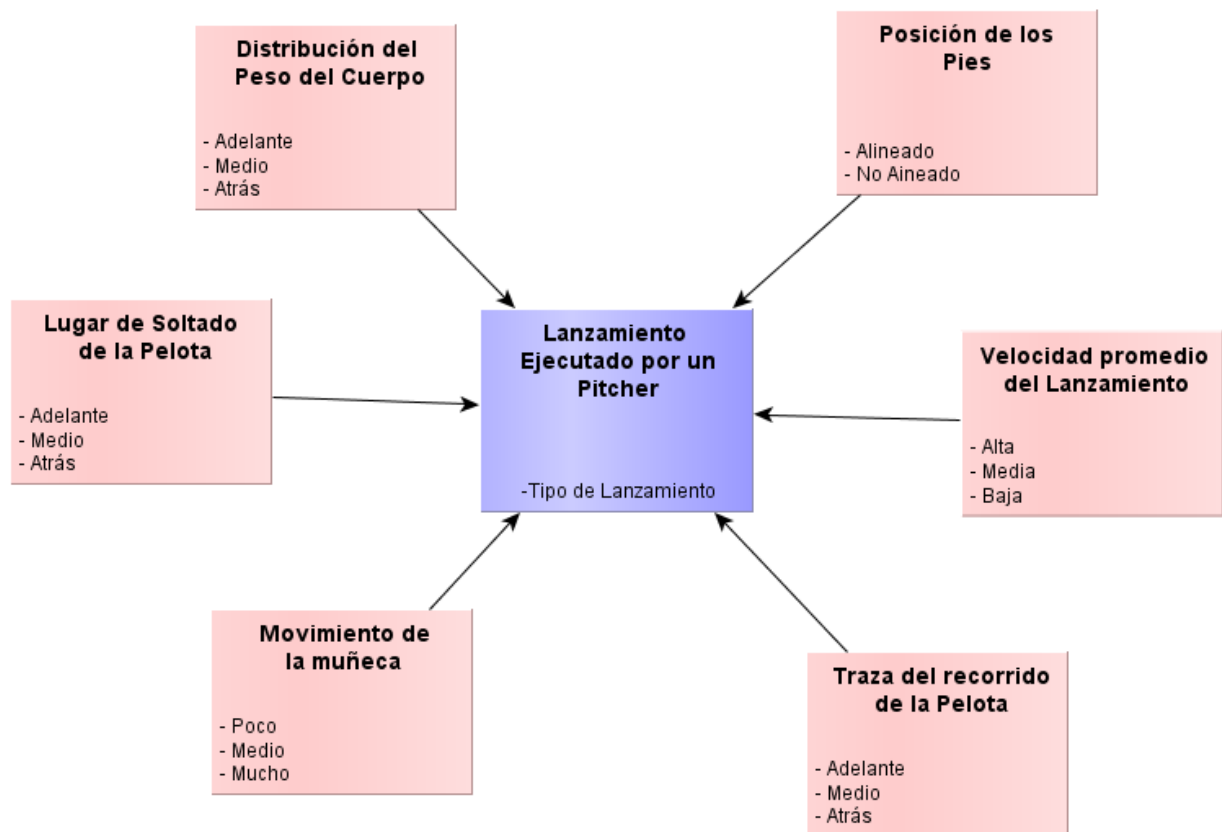 Distribución del
Peso del Cuerpo
- Adelante
- Medio
- Atrás
Posición de los
Pies
- Alineado
- No Aineado
Lugar de Soltado
de la Pelota
- Adelante
- Medio
- Atrás
Lanzamiento
Ejecutado por un
Pitcher
-Tipo de Lanzamiento
Velocidad promedio
del Lanzamiento
- Alta
- Media
- Baja
Movimiento de
la muñeca
- Poco
- Medio
- Mucho
Traza del recorrido
de la Pelota
- Adelante
- Medio
- Atrás